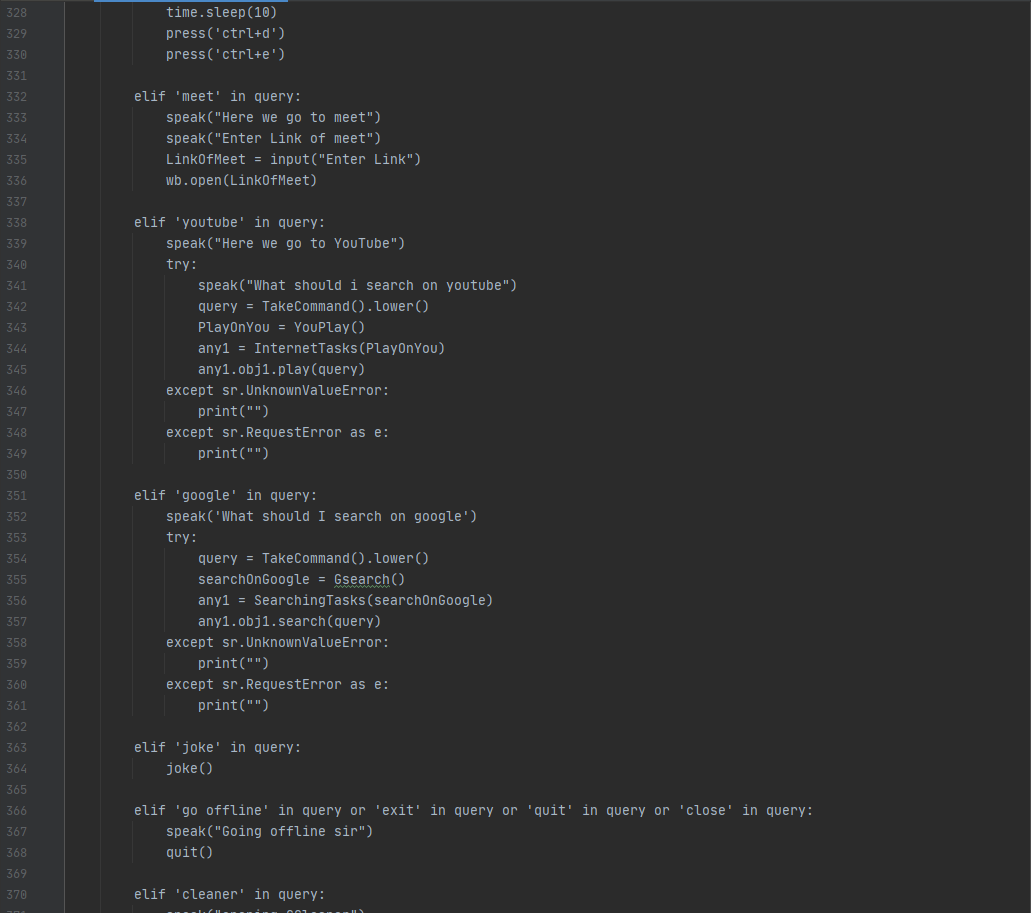 328 time.sleep(10)
329 press('ctrl+d')
330 press('ctrl+e')
331
332 elif 'meet' in query:
333 speak("Here we go to meet")
334 speak("Enter Link of meet")
335 LinkOfMeet = input("Enter Link")
336 wb.open(LinkOfMeet)
337
338 elif 'youtube' in query:
339 speak("Here we go to YouTube")
340 try:
341 speak("What should i search on youtube")
342 query = TakeCommand().lower()
343 PlayOnYou = YouPlay()
344 any1 = InternetTasks(PlayOnYou)
345 any1.obj1.play(query)
346 except sr.UnknownValueError:
347 print("")
348 except sr.RequestError as e:
349 print("")
350
351 elif 'google' in query:
352 speak('What should I search on google')
353 try:
354 query = TakeCommand().lower()
355 searchOnGoogle = Gsearch()
356 any1 = SearchingTasks(searchOnGoogle)
357 any1.obj1.search(query)
358 except sr.UnknownValueError:
359 print("")
360 except sr.RequestError as e:
361 print("")
362
363 elif 'joke' in query:
364 joke()
365
366 elif 'go offline' in query or 'exit' in query or 'quit' in query or 'close' in query:
367 speak("Going offline sir")
368 quit()
369
370 elif 'cleaner' in query: